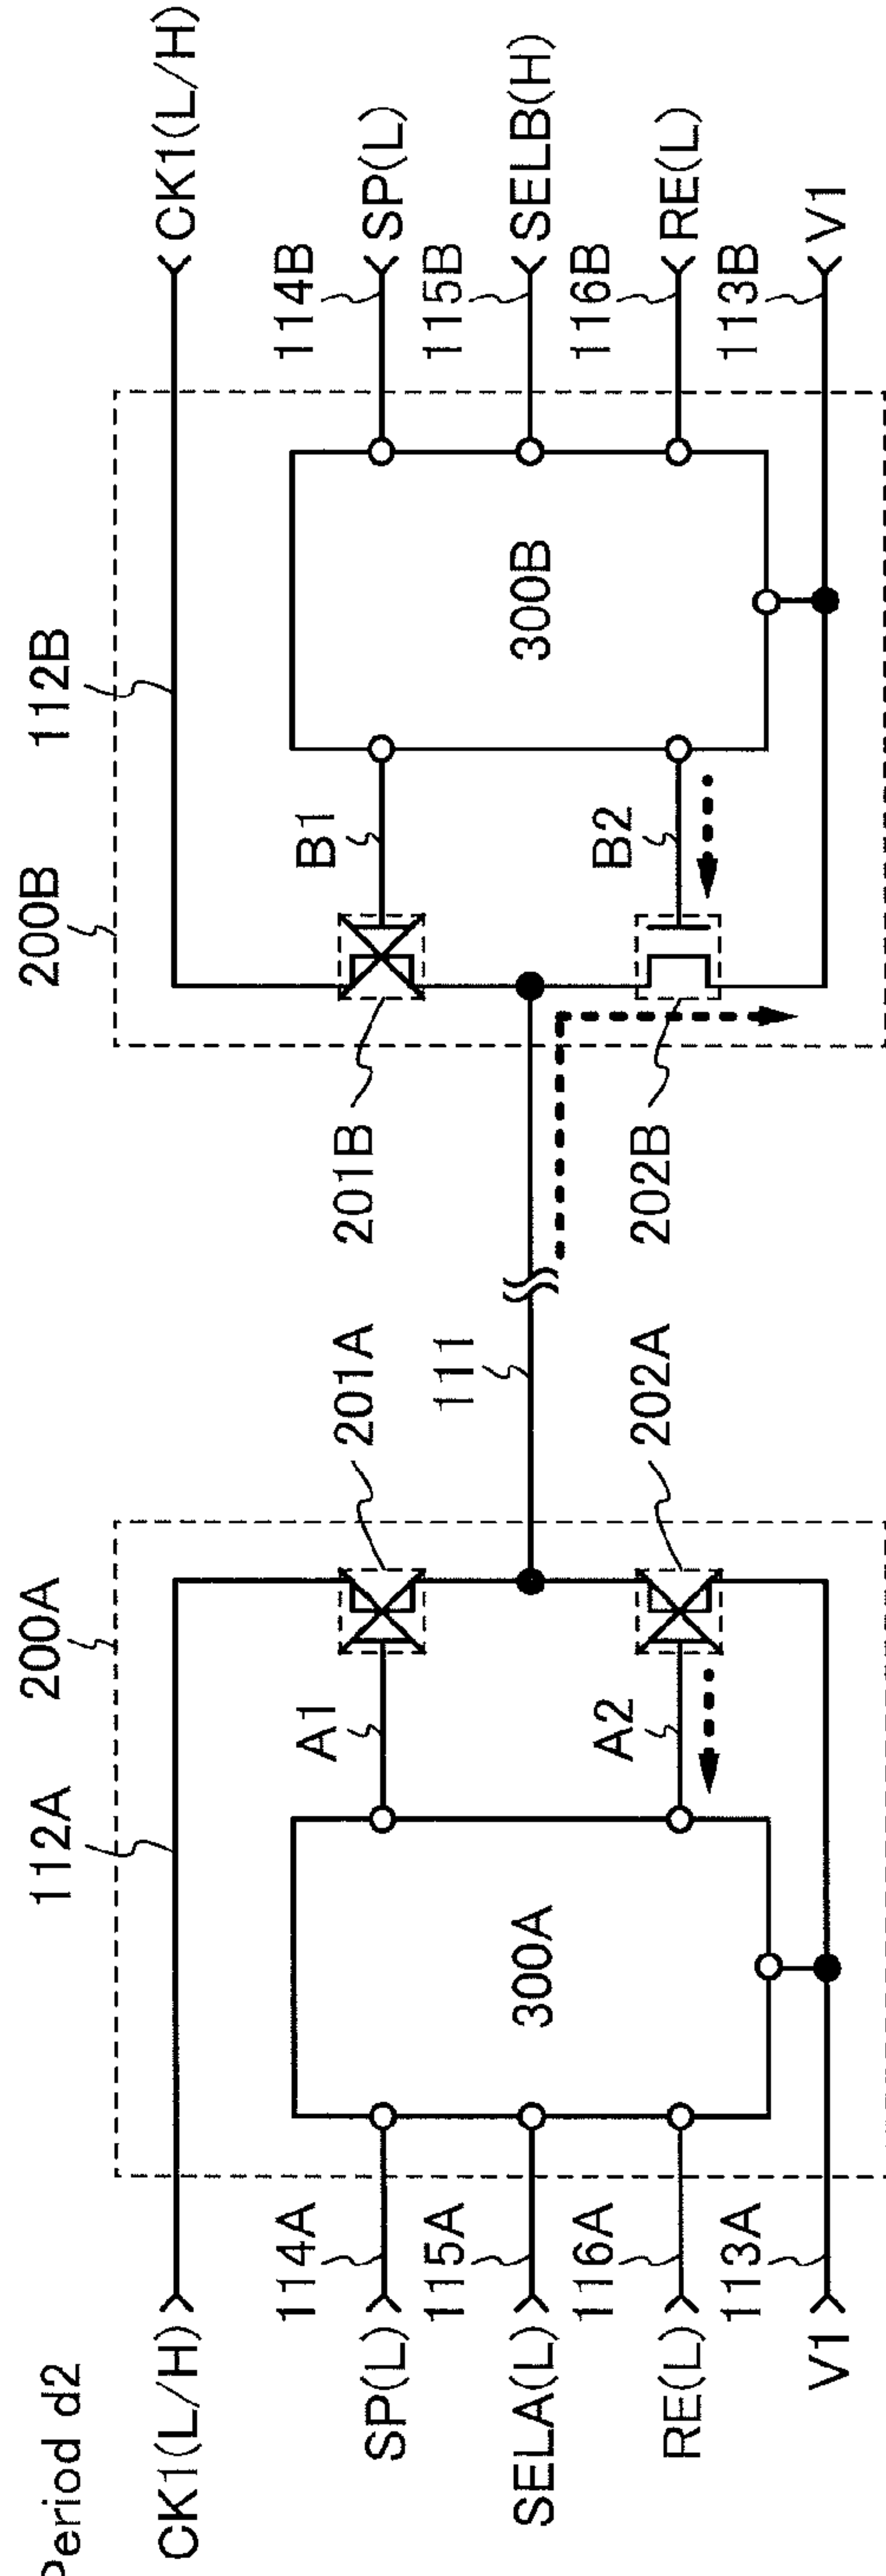 Period d2
200A
200B
112A
112B
CK1(L/H)
CK1(L/H)
114A
A1
201A
201B
B1
114B
SP(L)
SP(L)
115A
111
115B
SELA(L)
300A
300B
SELB(H)
116A
A2
202A
202B
B2
116B
RE(L)
RE(L)
113A
113B
V1
V1